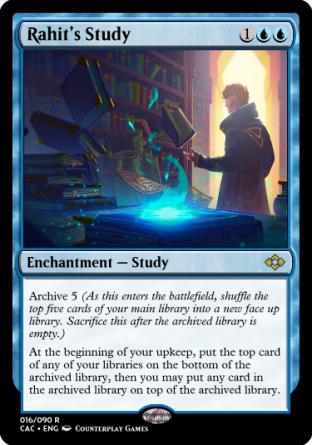 Rahit's Study 1
Enchantment — Study
Archive 5 (As this enters the battlefield, shuffle the
top five cards of your main library into a new face up
library. Sacrifice this after the archived library is
empty.)
At the beginning of your upkeep, put the top card
of any of your libraries on the bottom of the
archived library, then you may put any card in
the archived library on top of the archived library.
016/090 R
CAC • ENG Counterplay Games